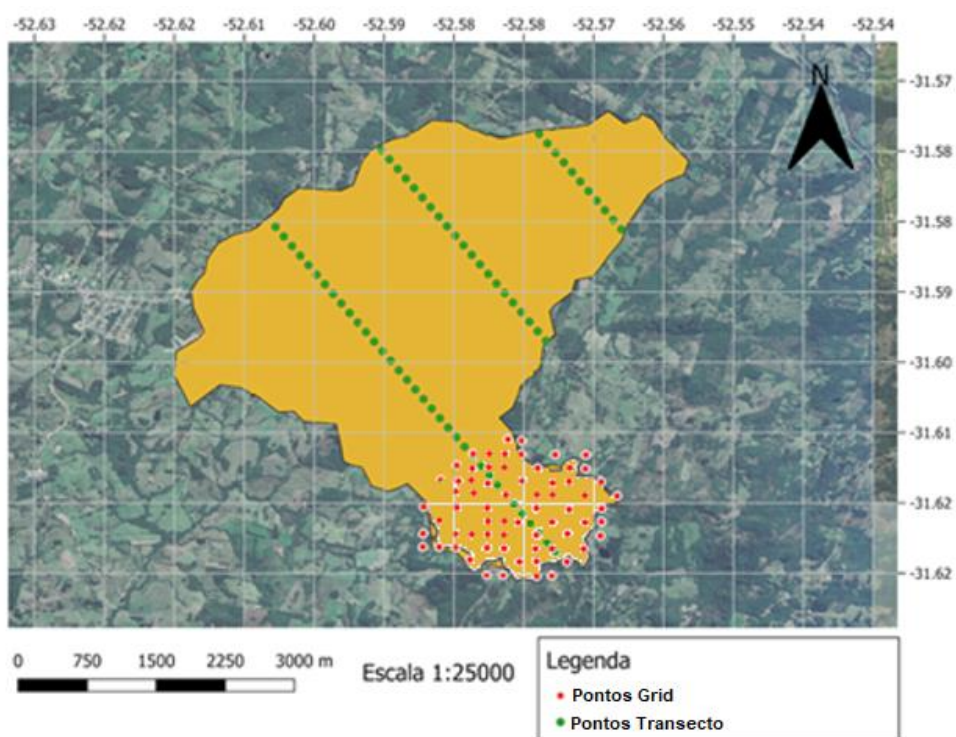 -52.63 -52.62 -52.62 -52.61 -52.60 -52.59 -52.58 -52.58 -52.57 -52.56 -52.55 -52.54 -52.54
N
-31.57
-31.58
-31.58
-31.59
-31.60
-31.61
-31.62
-31.62
0 750 1500 2250 3000 m
Escala 1:25000
Legenda
Pontos Grid
Pontos Transecto